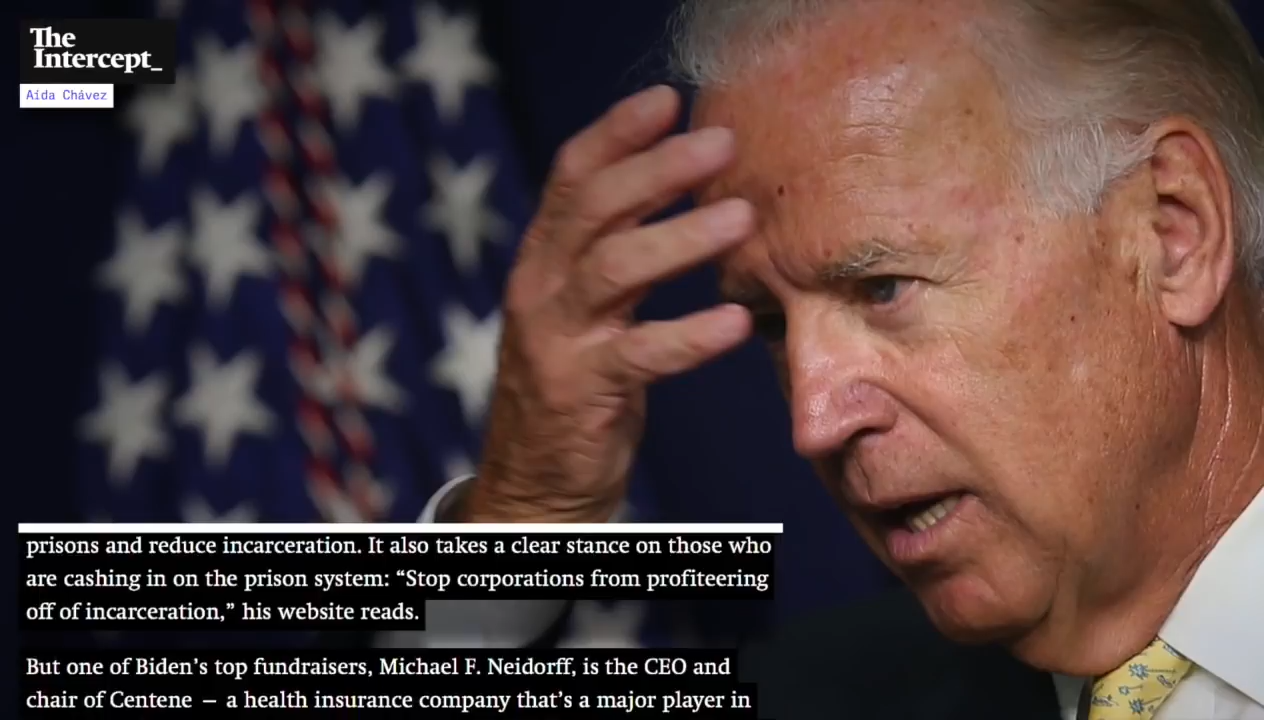 The
Intercept_
Aída Chávez
prisons and reduce incarceration. It also takes a clear stance on those who
are cashing in on the prison system: “Stop corporations from profiteering
off of incarceration,” his website reads.
But one of Biden’s top fundraisers, Michael F. Neidorff, is the CEO and
chair of Centene — a health insurance company that’s a major player in